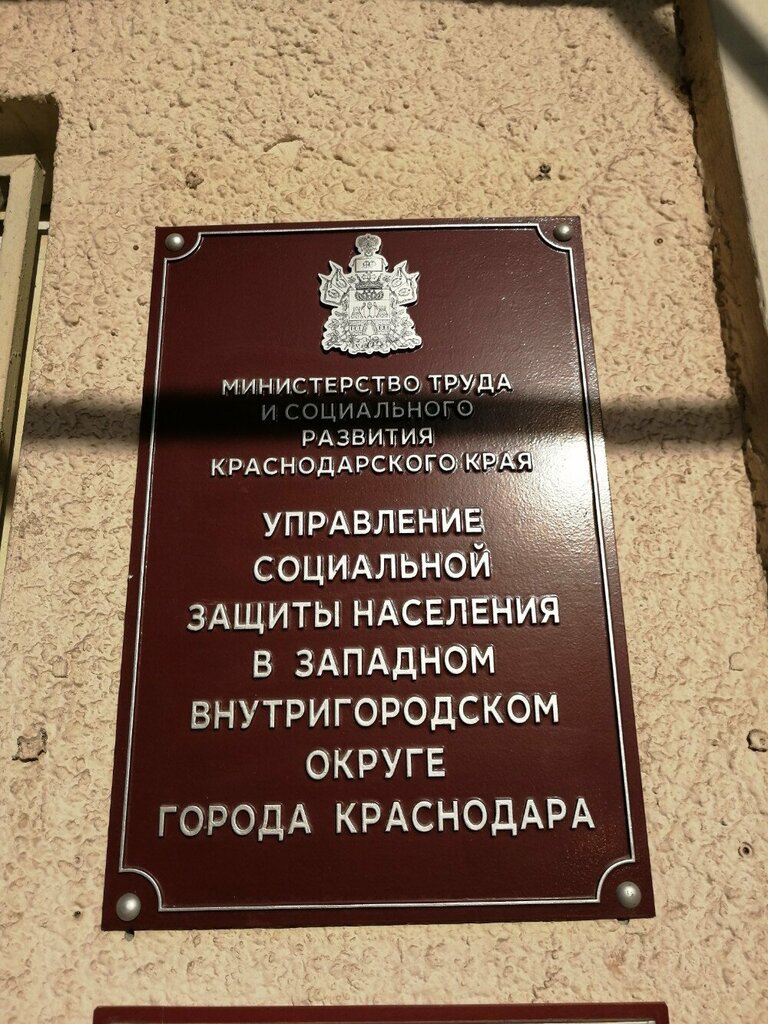 МИНИСТЕРСТВО ТРУДА
И СОЦИАЛЬНОГО
РАЗВИТИЯ
КРАСНОДАРСКОГО КРАЯ
УПРАВЛЕНИЕ
СОЦИАЛЬНОЙ
ЗАЩИТЫ НАСЕЛЕНИЯ
В ЗАПАДНОМ
ВНУТРИГОРОДСКОМ
ОКРУГЕ
ГОРОДА КРАСНОДАРА